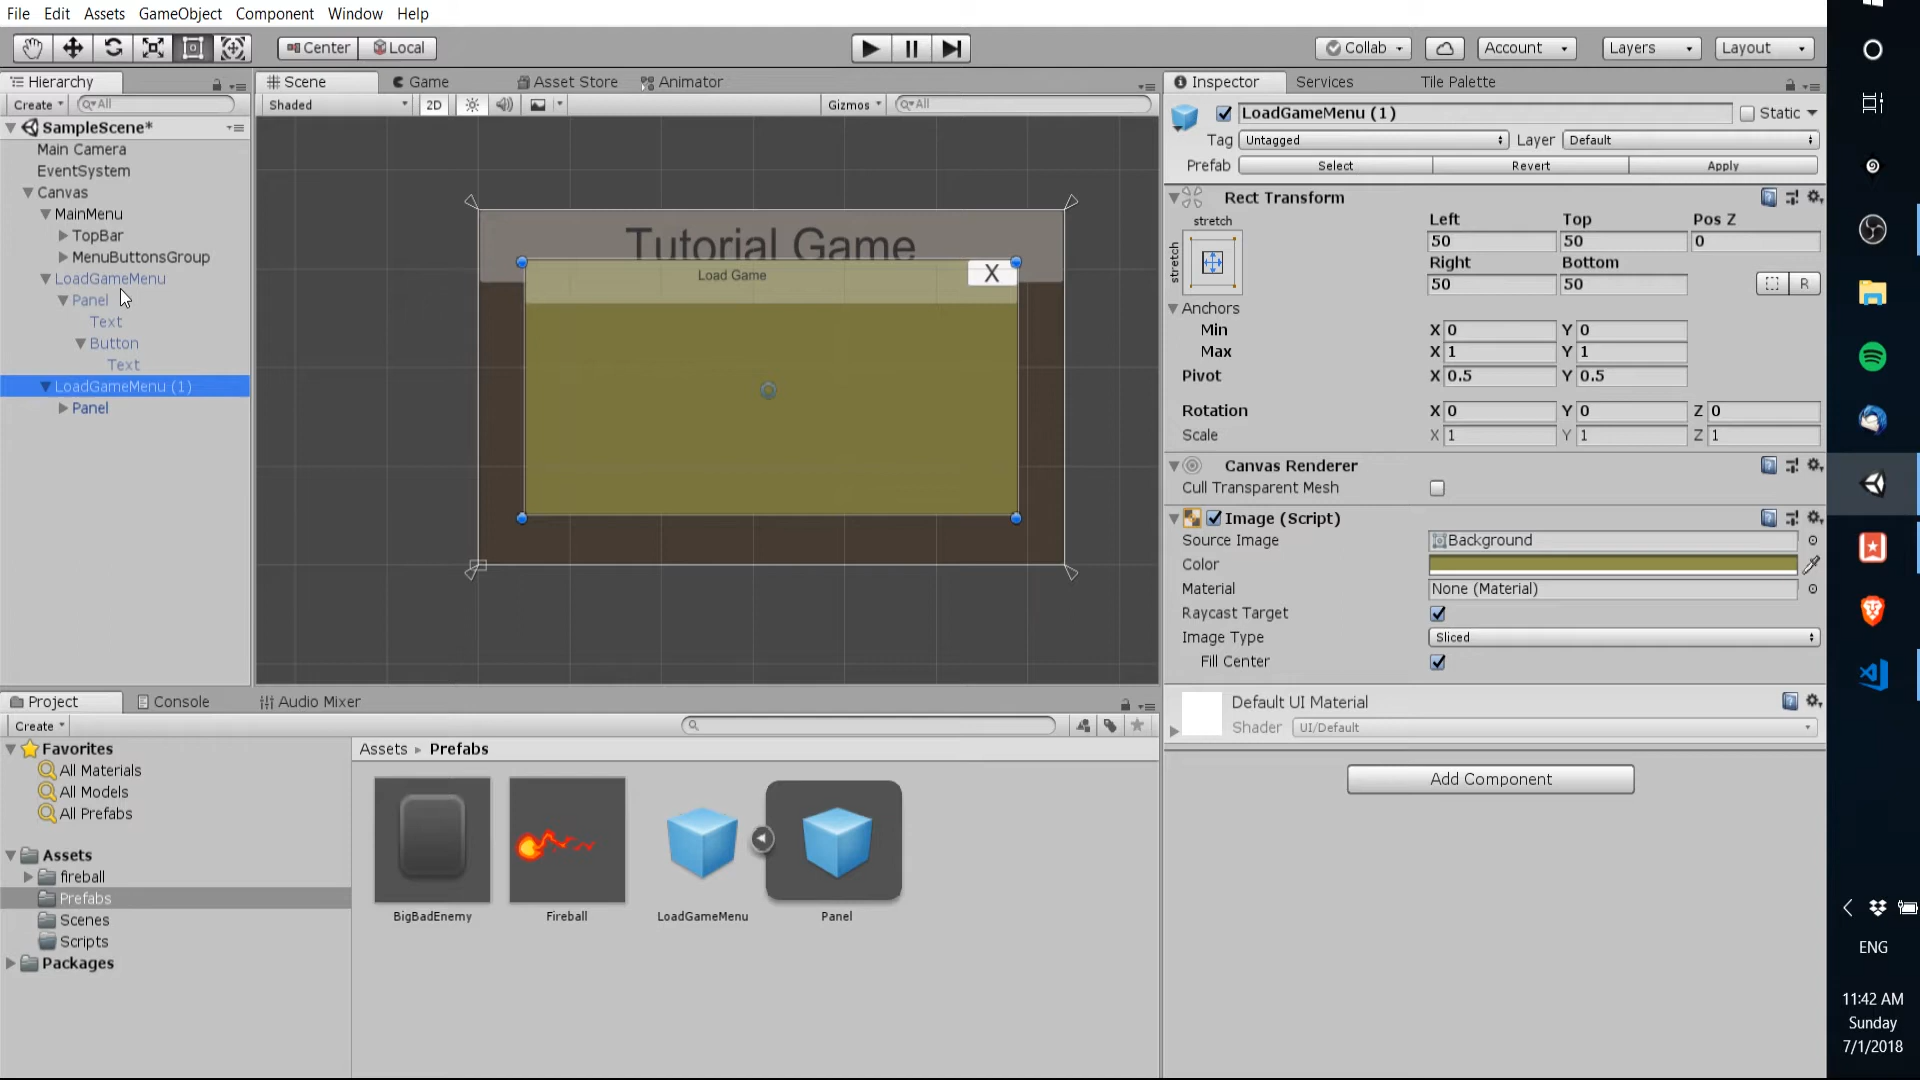 File Edit Assets GameObject Component Window Help
Center Local Collab Account Layers Layout
Hierarchy
Create All
SampleScene*
Main Camera
EventSystem
Canvas
MainMenu
TopBar
MenuButtonsGroup
LoadGameMenu
Panel
Text
Button
Text
LoadGameMenu (1)
Panel
Scene Game Asset Store Animator
Shaded 2D Gizmos All
Tutorial Game
Load Game X
Inspector Services Tile Palette
LoadGameMenu (1) Static
Tag Untagged Layer Default
Prefab Select Revert Apply
Rect Transform
stretch Left Top Pos Z
stretch 50 50 0
Right Bottom
50 50 R
Anchors
Min X 0 Y 0
Max X 1 Y 1
Pivot X 0.5 Y 0.5
Rotation X 0 Y 0 Z 0
Scale X 1 Y 1 Z 1
Canvas Renderer
Cull Transparent Mesh
Image (Script)
Source Image Background
Color
Material None (Material)
Raycast Target
Image Type Sliced
Fill Center
Default UI Material
Shader UI/Default
Add Component
Project Console Audio Mixer
Create
Favorites
All Materials
All Models
All Prefabs
Assets
fireball
Prefabs
Scenes
Scripts
Packages
Assets Prefabs
BigBadEnemy Fireball LoadGameMenu Panel
ENG
11:42 AM
Sunday
7/1/2018